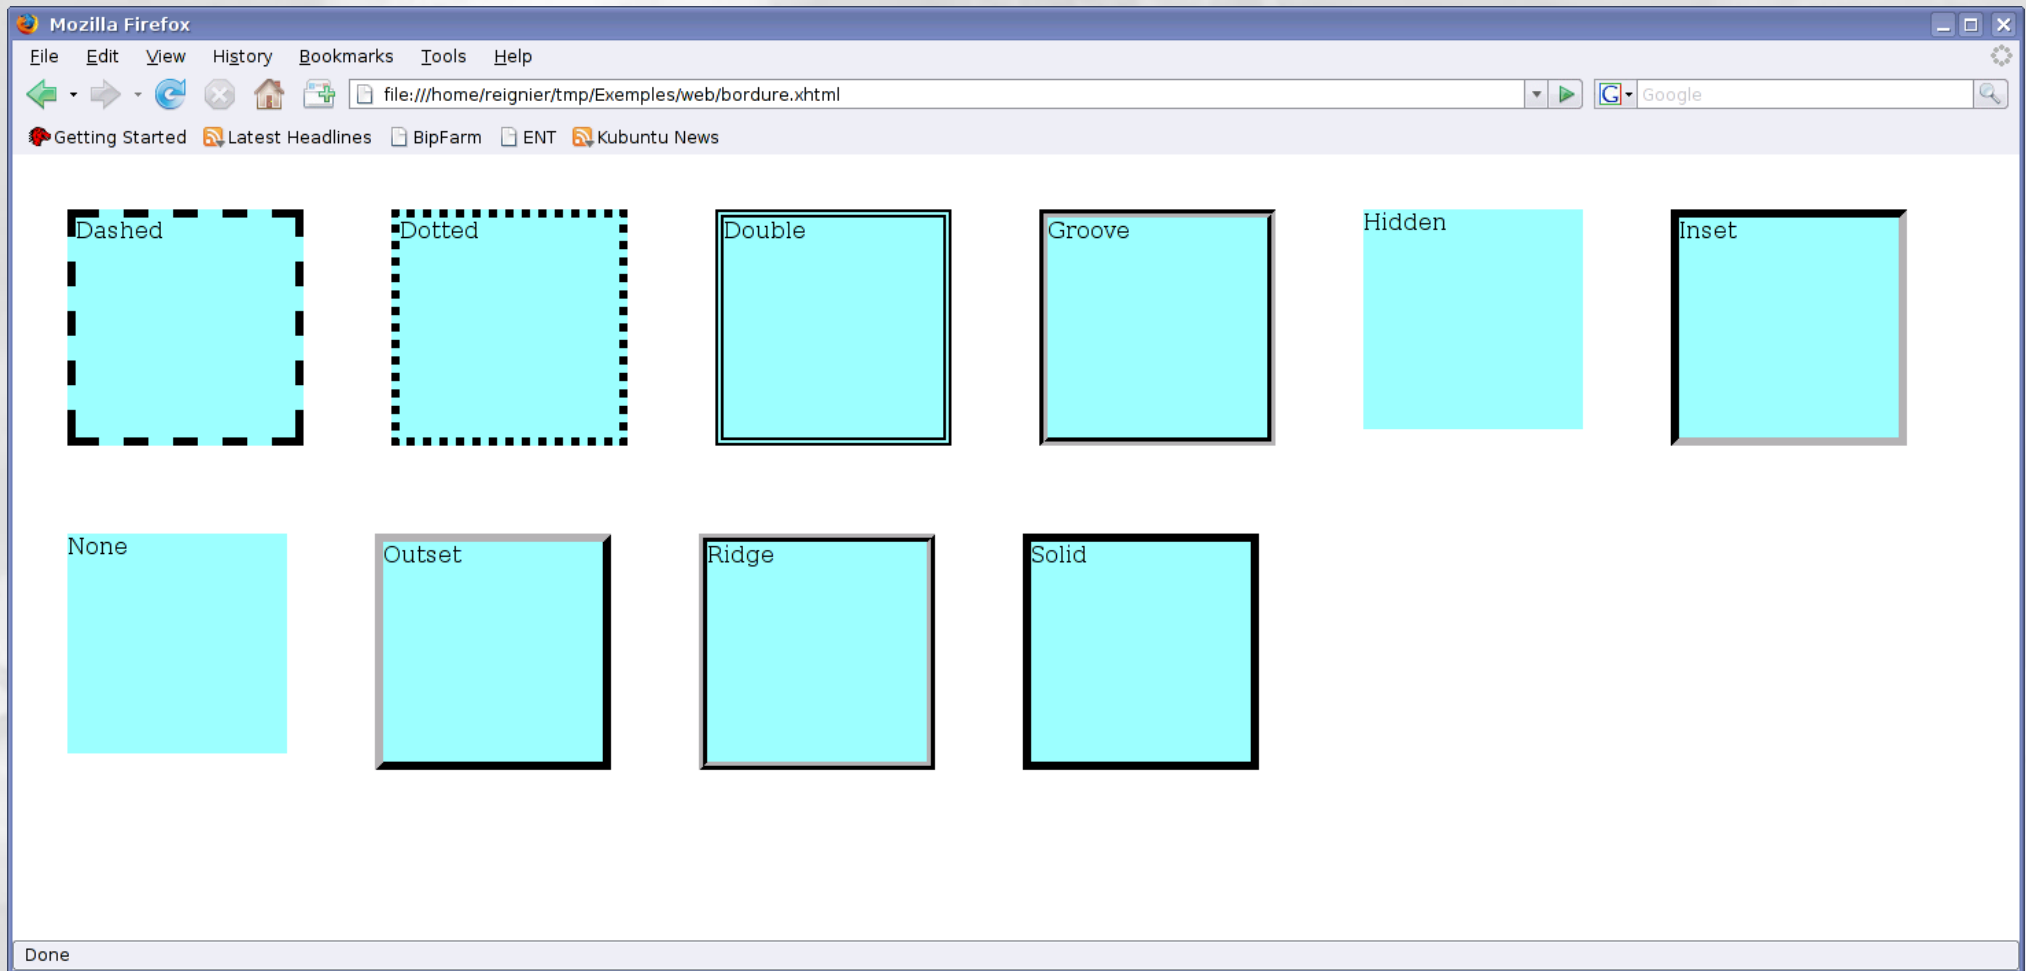 Mozilla Firefox
File Edit View History Bookmarks Tools Help
file:///home/reignier/tmp/Exemples/web/bordure.xhtml G Google
Getting Started Latest Headlines BipFarm ENT Kubuntu News
Dashed Dotted Double Groove Hidden Inset
None Outset Ridge Solid
Done